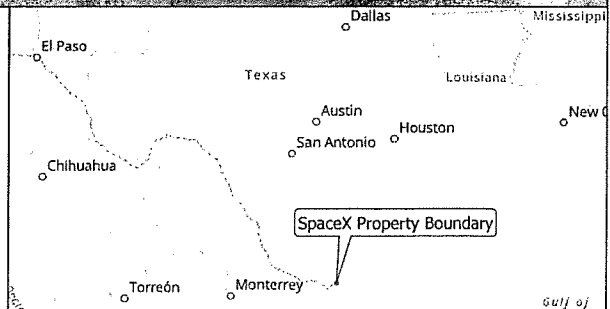 Dallas
Mississippi
El Paso
Texas
Louisiana
Austin
New
San Antonio
Houston
Chihuahua
SpaceX Property Boundary
Torreón
Monterrey
Gulf of